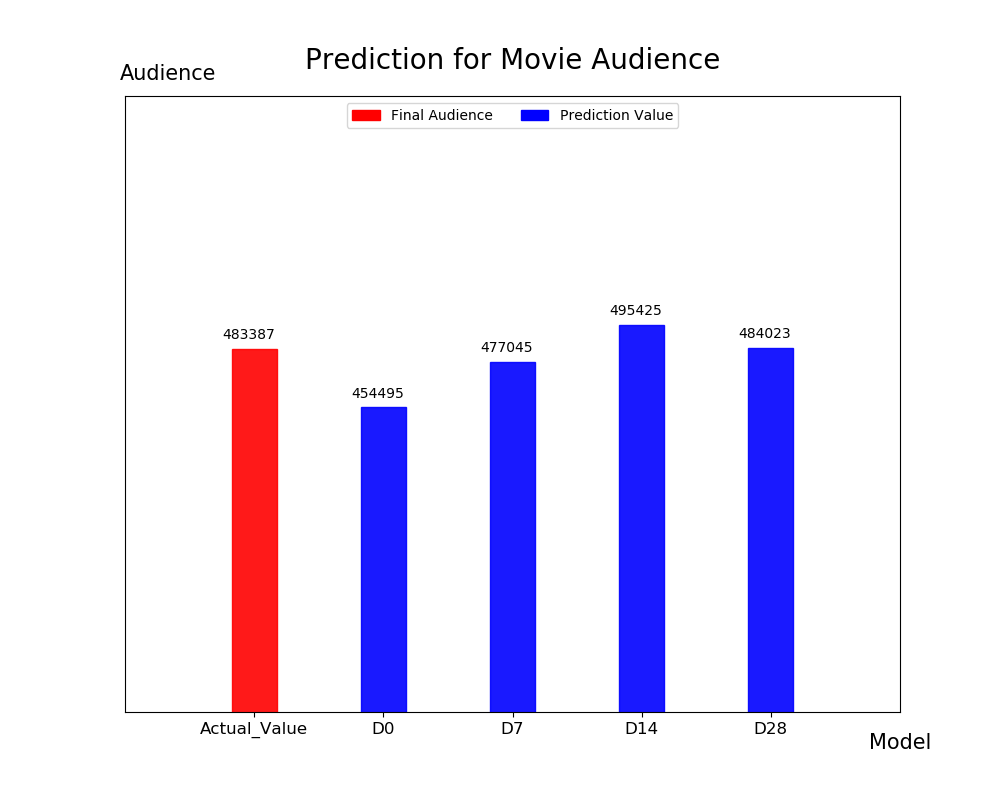 Prediction for Movie Audience
Audience
Final Audience
Prediction Value
483387
454495
477045
495425
484023
Actual_Value
D0
D7
D14
D28
Model